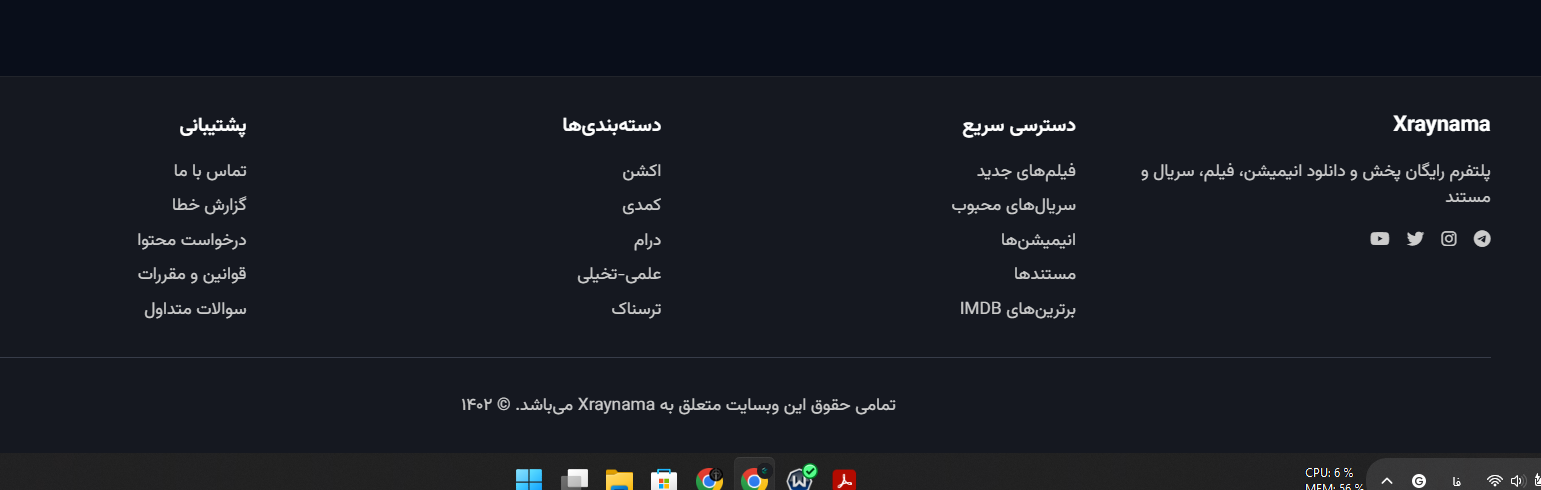 Xraynama
پلتفرم رایگان پخش و دانلود انیمیشن، فیلم، سریال و
مستند
دسترسی سریع
فیلم‌های جدید
سریال‌های محبوب
انیمیشن‌ها
مستندها
برترین‌های IMDB
دسته‌بندی‌ها
اکشن
کمدی
درام
علمی-تخیلی
ترسناک
پشتیبانی
تماس با ما
گزارش خطا
درخواست محتوا
قوانین و مقررات
سوالات متداول
تمامی حقوق این وبسایت متعلق به Xraynama می‌باشد. © ۱۴۰۲
CPU: 6 %
MEM: 56 %
فا